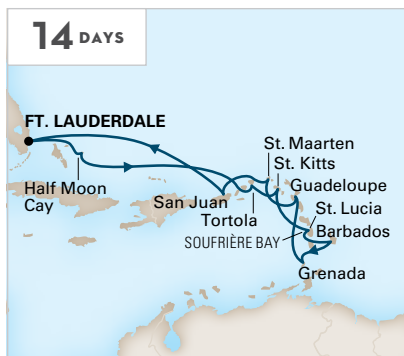 14 DAYS
FT. LAUDERDALE
St. Maarten
St. Kitts
Half Moon
Cay
San Juan
Guadeloupe
Tortola
St. Lucia
SOUFRIÈRE BAY
Barbados
Grenada